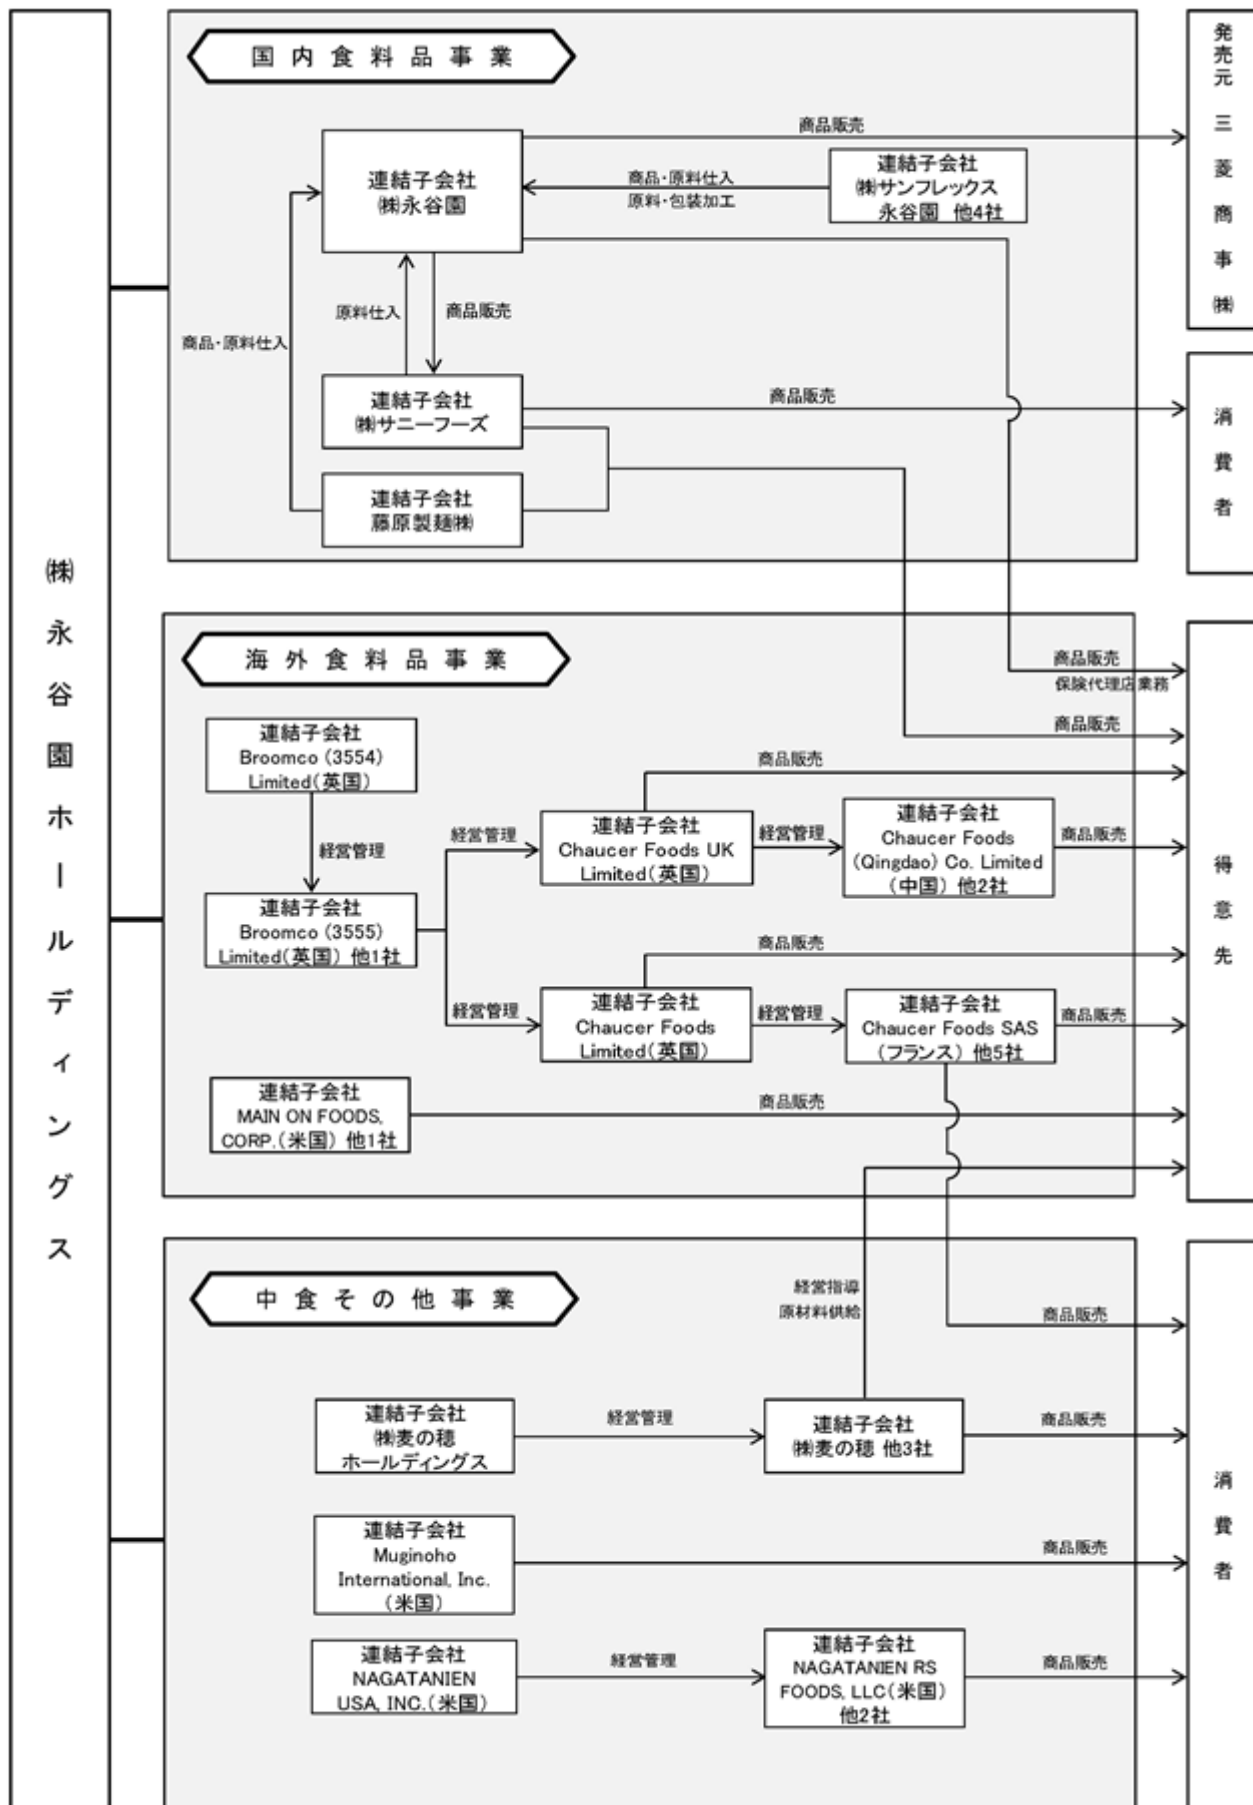 ㈱永谷園ホールディングス
国内食料品事業
発売元 三菱商事㈱
商品販売
連結子会社
㈱永谷園
商品・原料仕入
原料・包装加工
連結子会社
㈱サンフレックス
永谷園 他4社
原料仕入
商品販売
商品・原料仕入
連結子会社
㈱サニーフーズ
商品販売
消費者
連結子会社
藤原製麺㈱
海外食料品事業
商品販売
保険代理店業務
商品販売
得意先
連結子会社
Broomco (3554)
Limited(英国)
経営管理
連結子会社
Broomco (3555)
Limited(英国) 他1社
経営管理
商品販売
連結子会社
Chaucer Foods UK
Limited(英国)
経営管理
連結子会社
Chaucer Foods
(Qingdao) Co. Limited
(中国) 他2社
商品販売
経営管理
商品販売
連結子会社
Chaucer Foods
Limited(英国)
経営管理
連結子会社
Chaucer Foods SAS
(フランス) 他5社
商品販売
連結子会社
MAIN ON FOODS,
CORP.(米国) 他1社
商品販売
中食その他事業
経営指導
原材料供給
商品販売
消費者
連結子会社
㈱麦の穂
ホールディングス
経営管理
連結子会社
㈱麦の穂 他3社
商品販売
連結子会社
Muginoho
International, Inc.
(米国)
商品販売
連結子会社
NAGATANIEN
USA, INC.(米国)
経営管理
連結子会社
NAGATANIEN RS
FOODS, LLC(米国)
他2社
商品販売